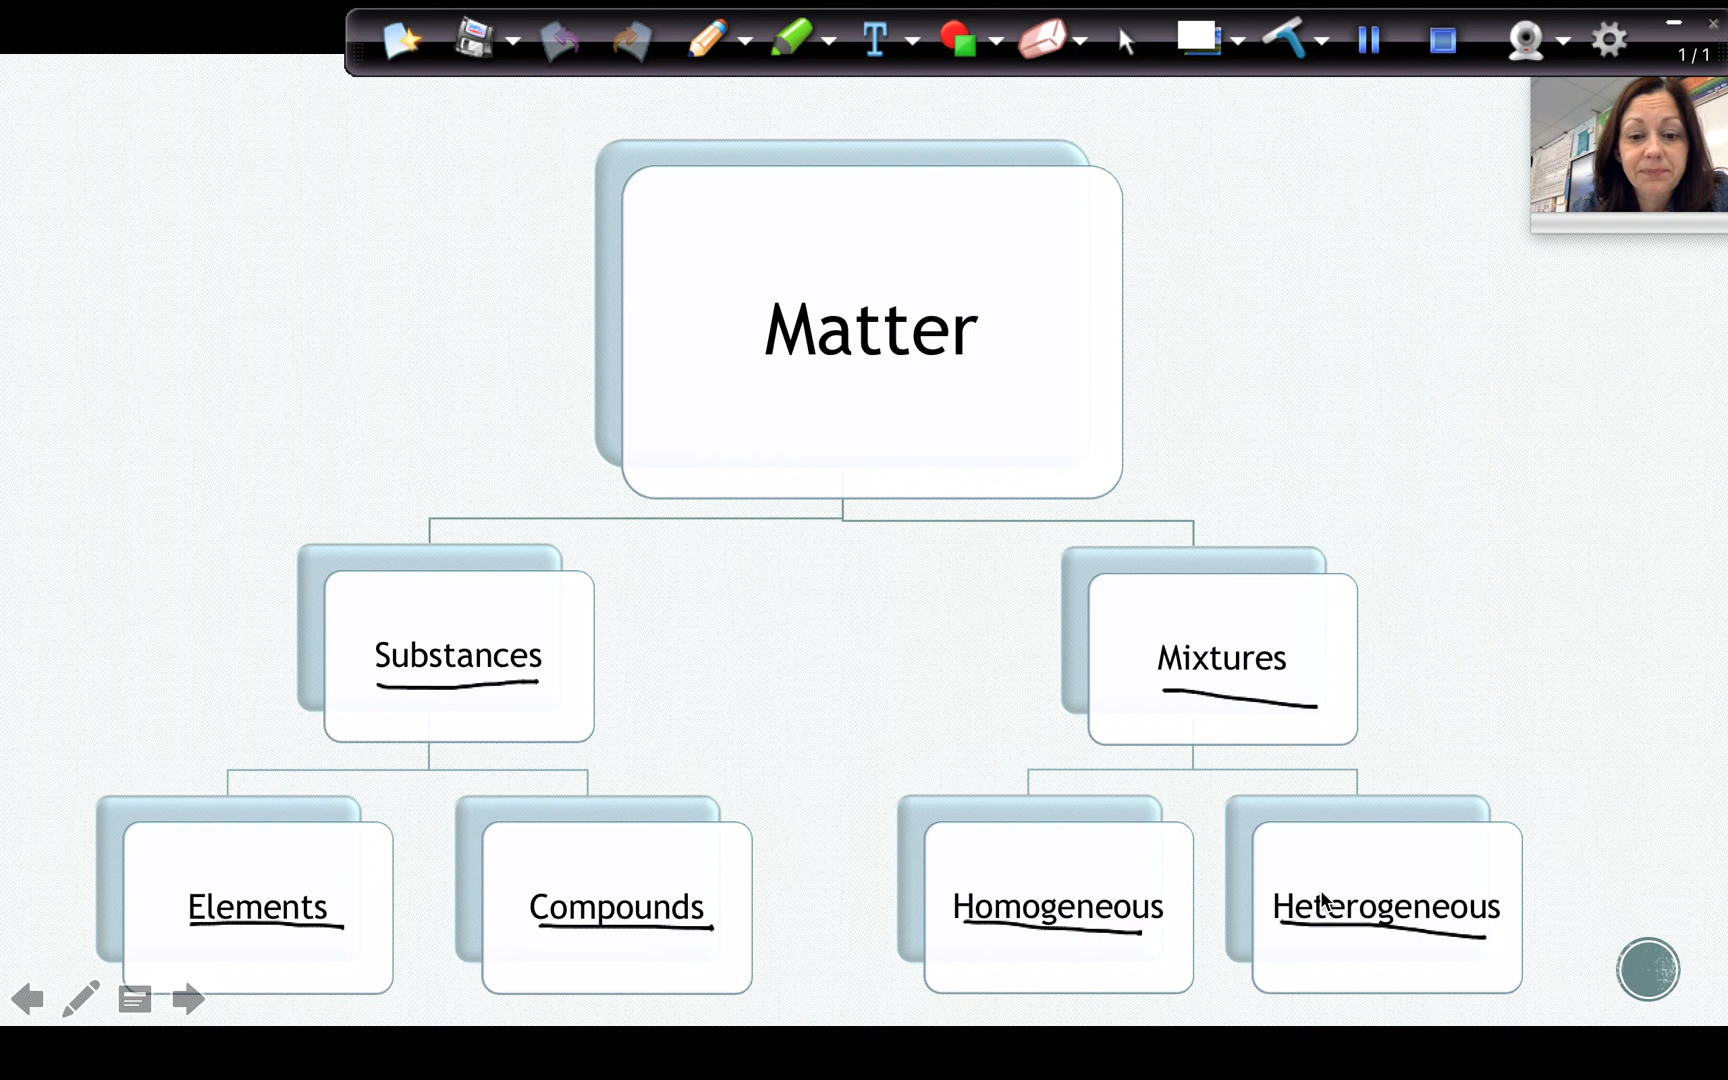 T
1 / 1
Matter
Substances
Mixtures
Elements
Compounds
Homogeneous
Heterogeneous